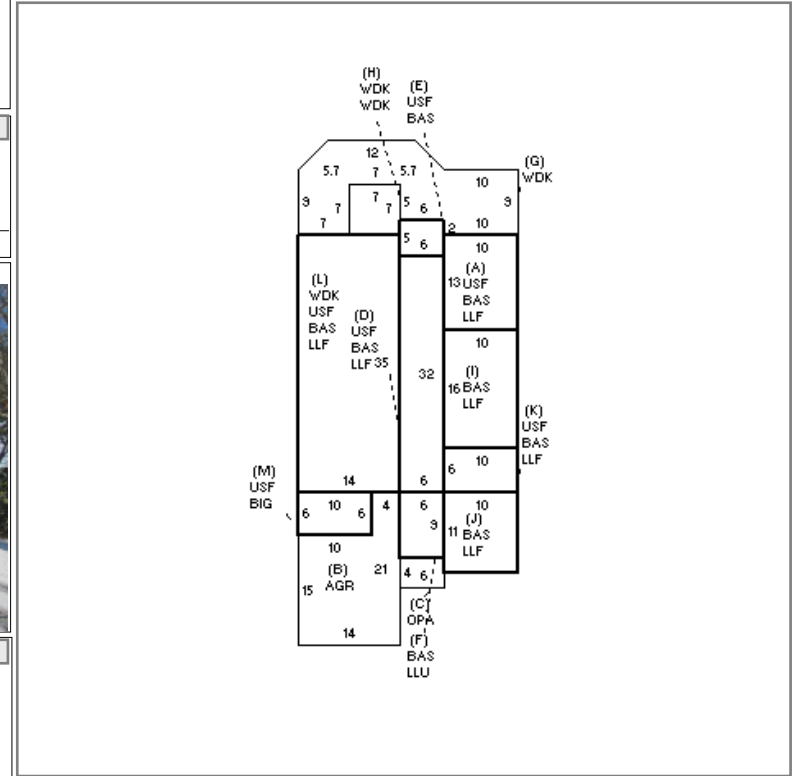 (H)
WDK
WDK
(E)
USF
BAS
12
5.7
7
5.7
(G)
WDK
10
9
7
7
7
7
5
6
9
10
2
5
6
10
(L)
WDK
USF
BAS
LLF
(A)
13 USF
BAS
LLF
(D)
USF
BAS
LLF 35
10
32
(I)
16 BAS
LLF
(K)
USF
BAS
LLF
10
6
14
6
(M)
USF
BIG
6
10
6
4
6
9
10
(J)
11 BAS
LLF
10
(B)
AGR
21
4
6
15
(C)
OPA
14
(F)
BAS
LLU